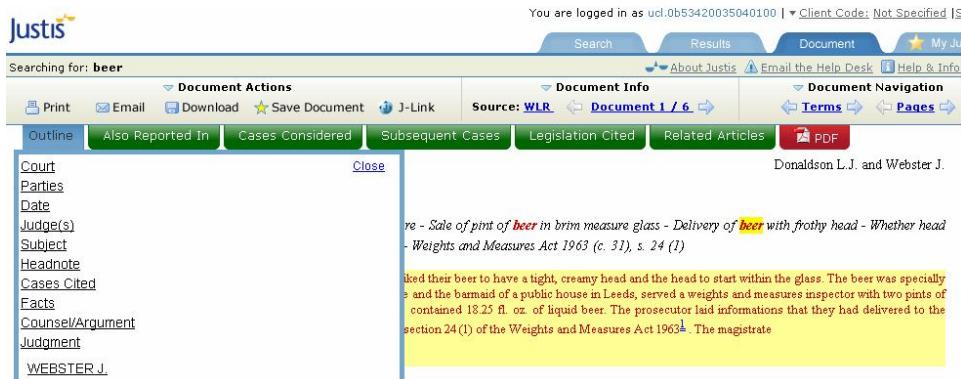 You are logged in as ucl.0b53420035040100 | ▾ Client Code: Not Specified |S
Justis
Search Results Document My Ju
Searching for: beer About Justis Email the Help Desk Help & Info
Document Actions Document Info Document Navigation
Print Email Download Save Document J-Link Source: WLR Document 1 / 6 Terms Pages
Outline Also Reported In Cases Considered Subsequent Cases Legislation Cited Related Articles PDF
Court Close Donaldson L.J. and Webster J.
Parties
Date
Judge(s) re - Sale of pint of beer in brim measure glass - Delivery of beer with frothy head - Whether head
Subject - Weights and Measures Act 1963 (c. 31), s. 24 (1)
Headnote
Cases Cited iked their beer to have a tight, creamy head and the head to start within the glass. The beer was specially
Facts e and the barmaid of a public house in Leeds, served a weights and measures inspector with two pints of
Counsel/Argument contained 18.25 fl. oz. of liquid beer. The prosecutor laid informations that they had delivered to the
Judgment section 24 (1) of the Weights and Measures Act 1963¹ . The magistrate
WEBSTER J.